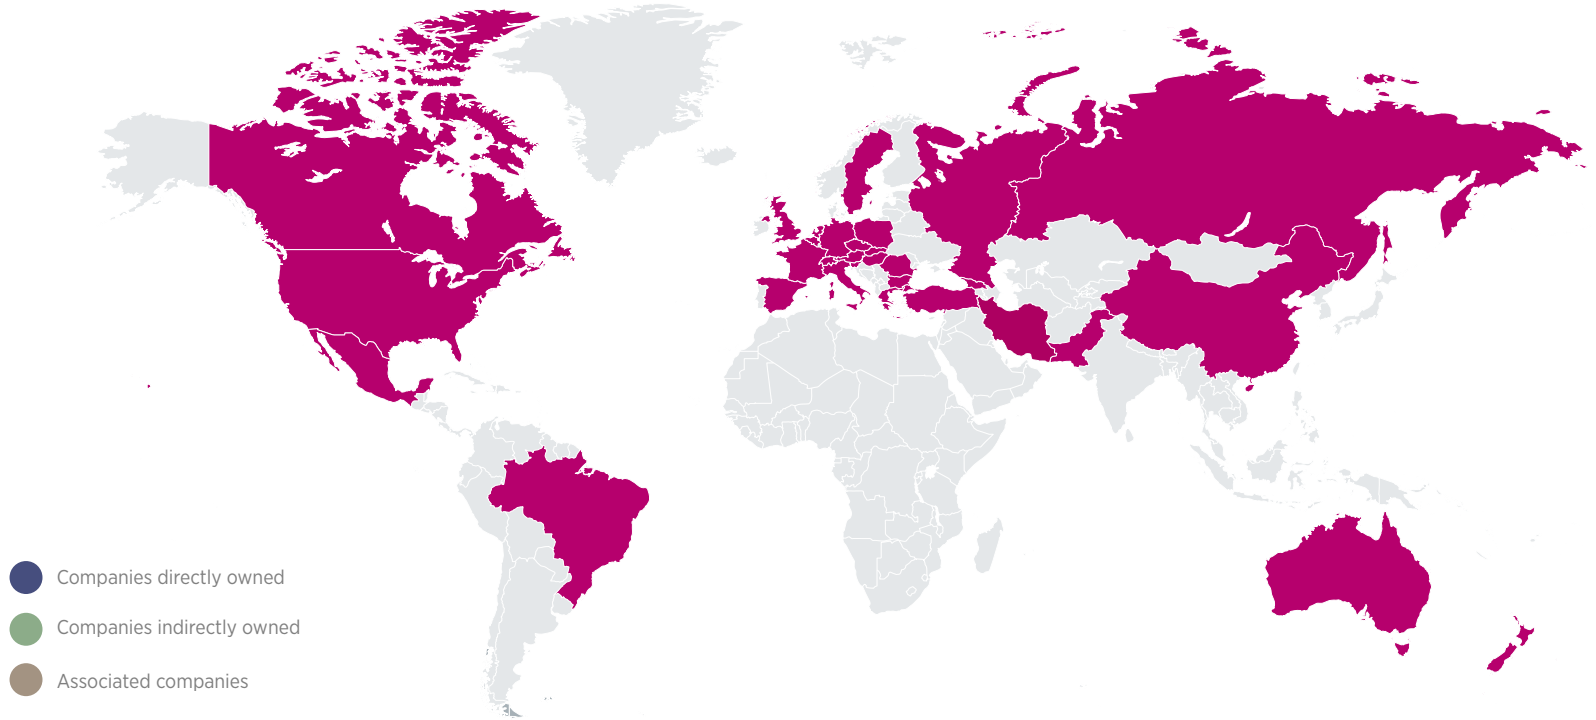 Companies directly owned
Companies indirectly owned
Associated companies